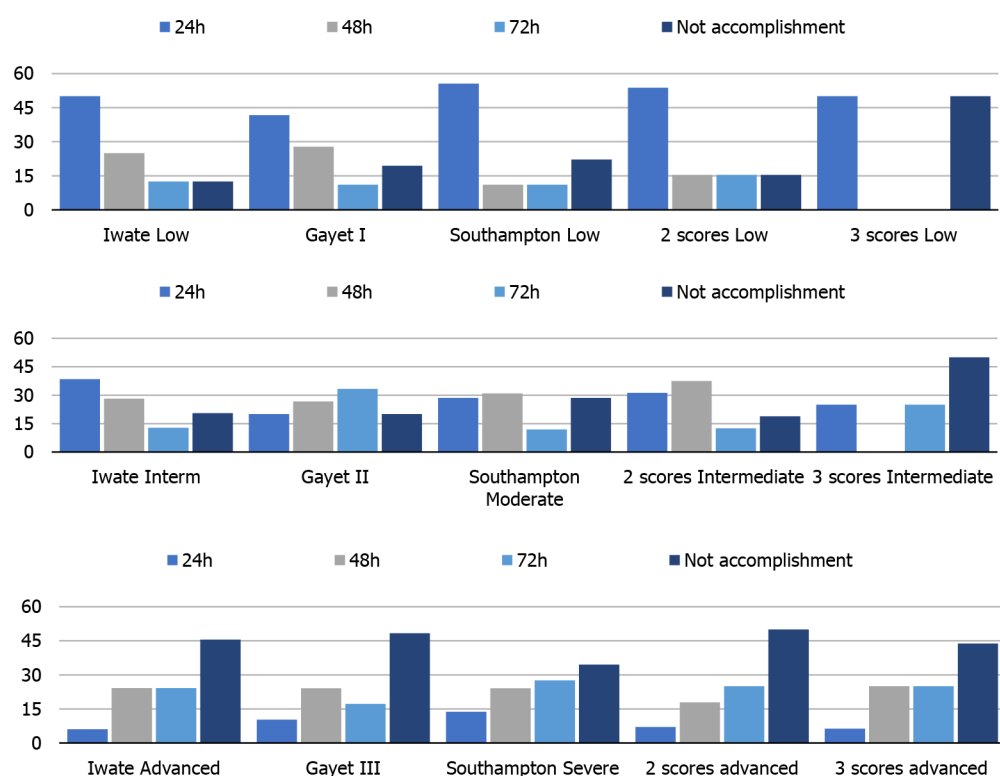 24h 48h 72h Not accomplishment
60
45
30
15
0
Iwate Low Gayet I Southampton Low 2 scores Low 3 scores Low
24h 48h 72h Not accomplishment
60
45
30
15
0
Iwate Interm Gayet II Southampton Moderate 2 scores Intermediate 3 scores Intermediate
24h 48h 72h Not accomplishment
60
45
30
15
0
Iwate Advanced Gayet III Southampton Severe 2 scores advanced 3 scores advanced